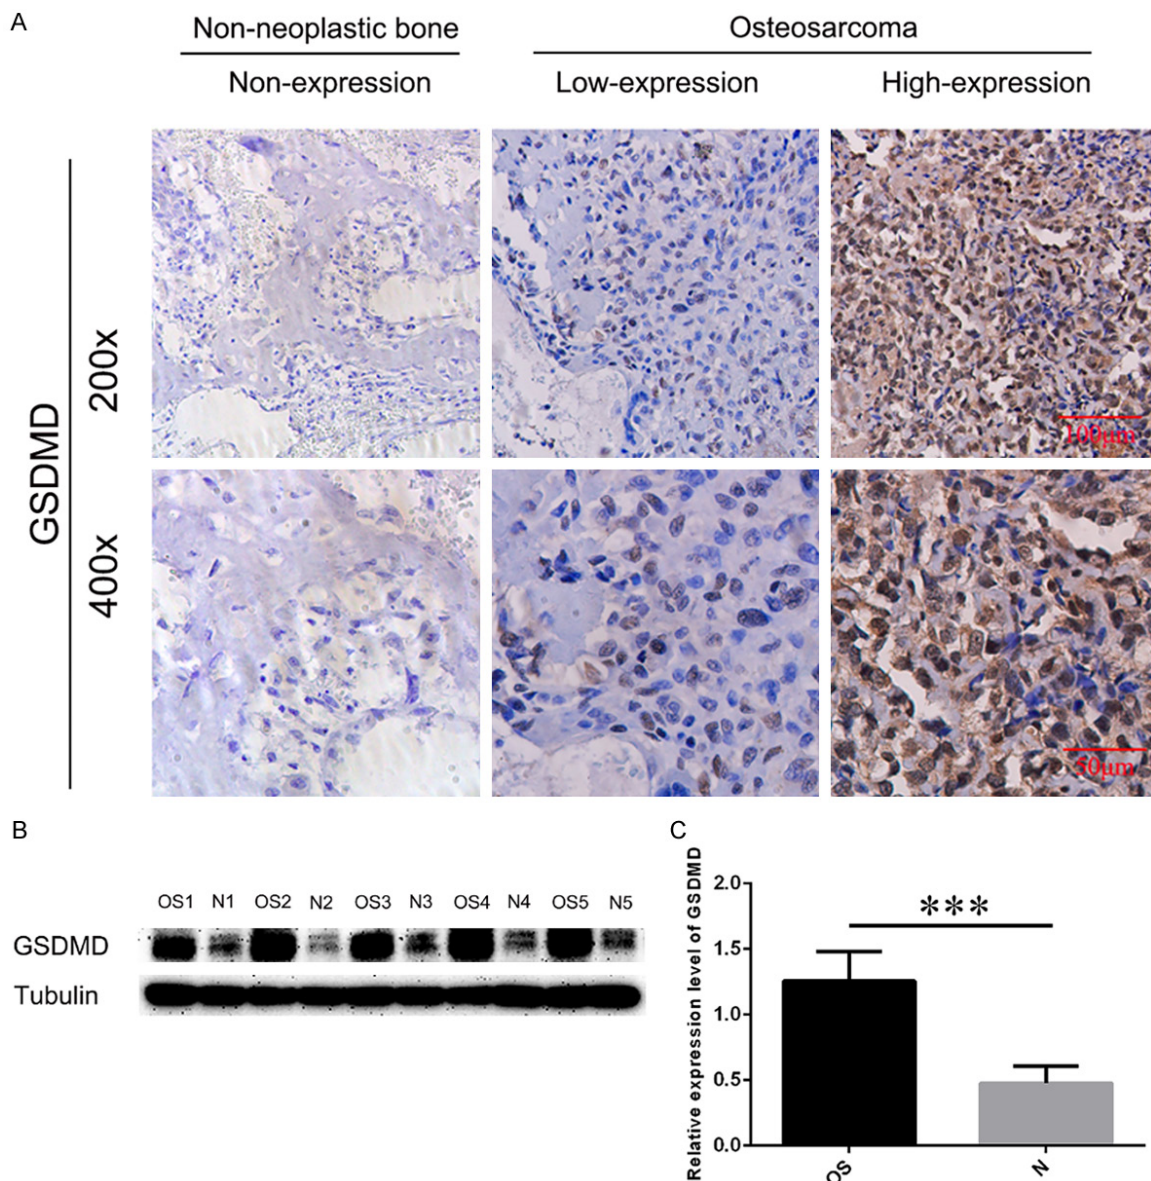 A
Non-neoplastic bone
Osteosarcoma
Non-expression
Low-expression
High-expression
GSDMD
200x
100µm
400x
50µm
B
OS1 N1 OS2 N2 OS3 N3 OS4 N4 OS5 N5
GSDMD
Tubulin
C
Relative expression level of GSDMD
2.0
1.5
1.0
0.5
0.0
***
OS
N